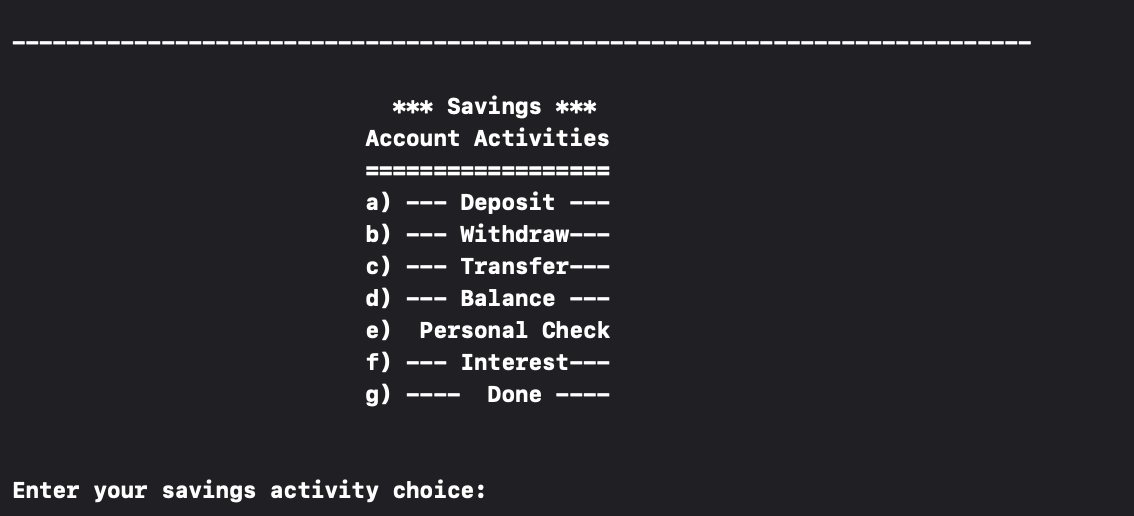 ---------------------------------------------------------------------------
*** Savings ***
Account Activities
==================
a) --- Deposit ---
b) --- Withdraw---
c) --- Transfer---
d) --- Balance ---
e)  Personal Check
f) --- Interest---
g) ----  Done ----
Enter your savings activity choice: